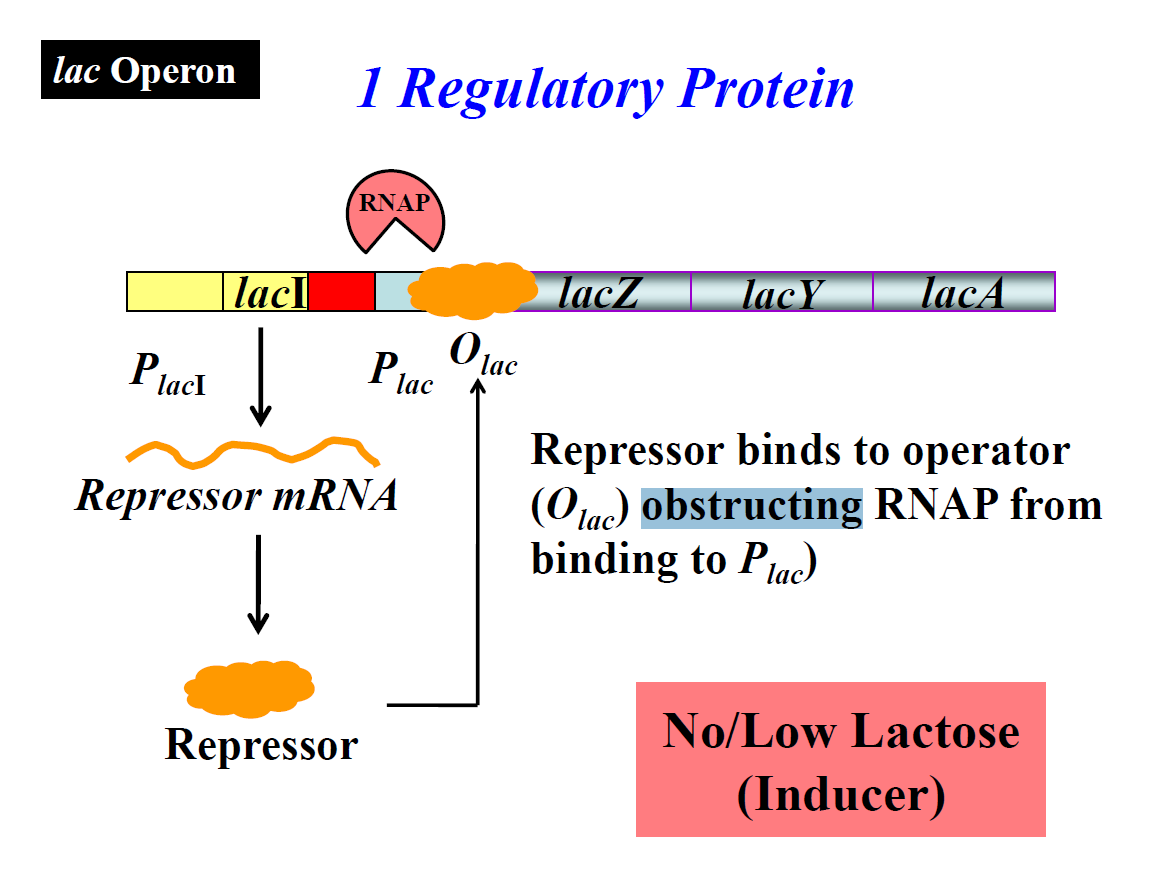 lac Operon
1 Regulatory Protein
RNAP
lacI
lacZ
lacY
lacA
PlacI
Plac
Olac
Repressor mRNA
Repressor binds to operator
(Olac) obstructing RNAP from
binding to Plac)
Repressor
No/Low Lactose
(Inducer)